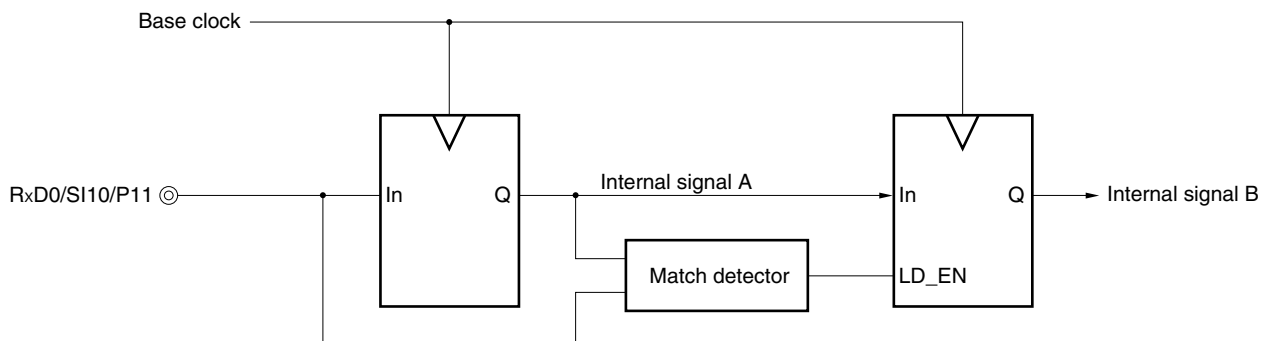 Base clock
RxD0/SI10/P11
In
Q
Internal signal A
In
Q
Internal signal B
Match detector
LD_EN